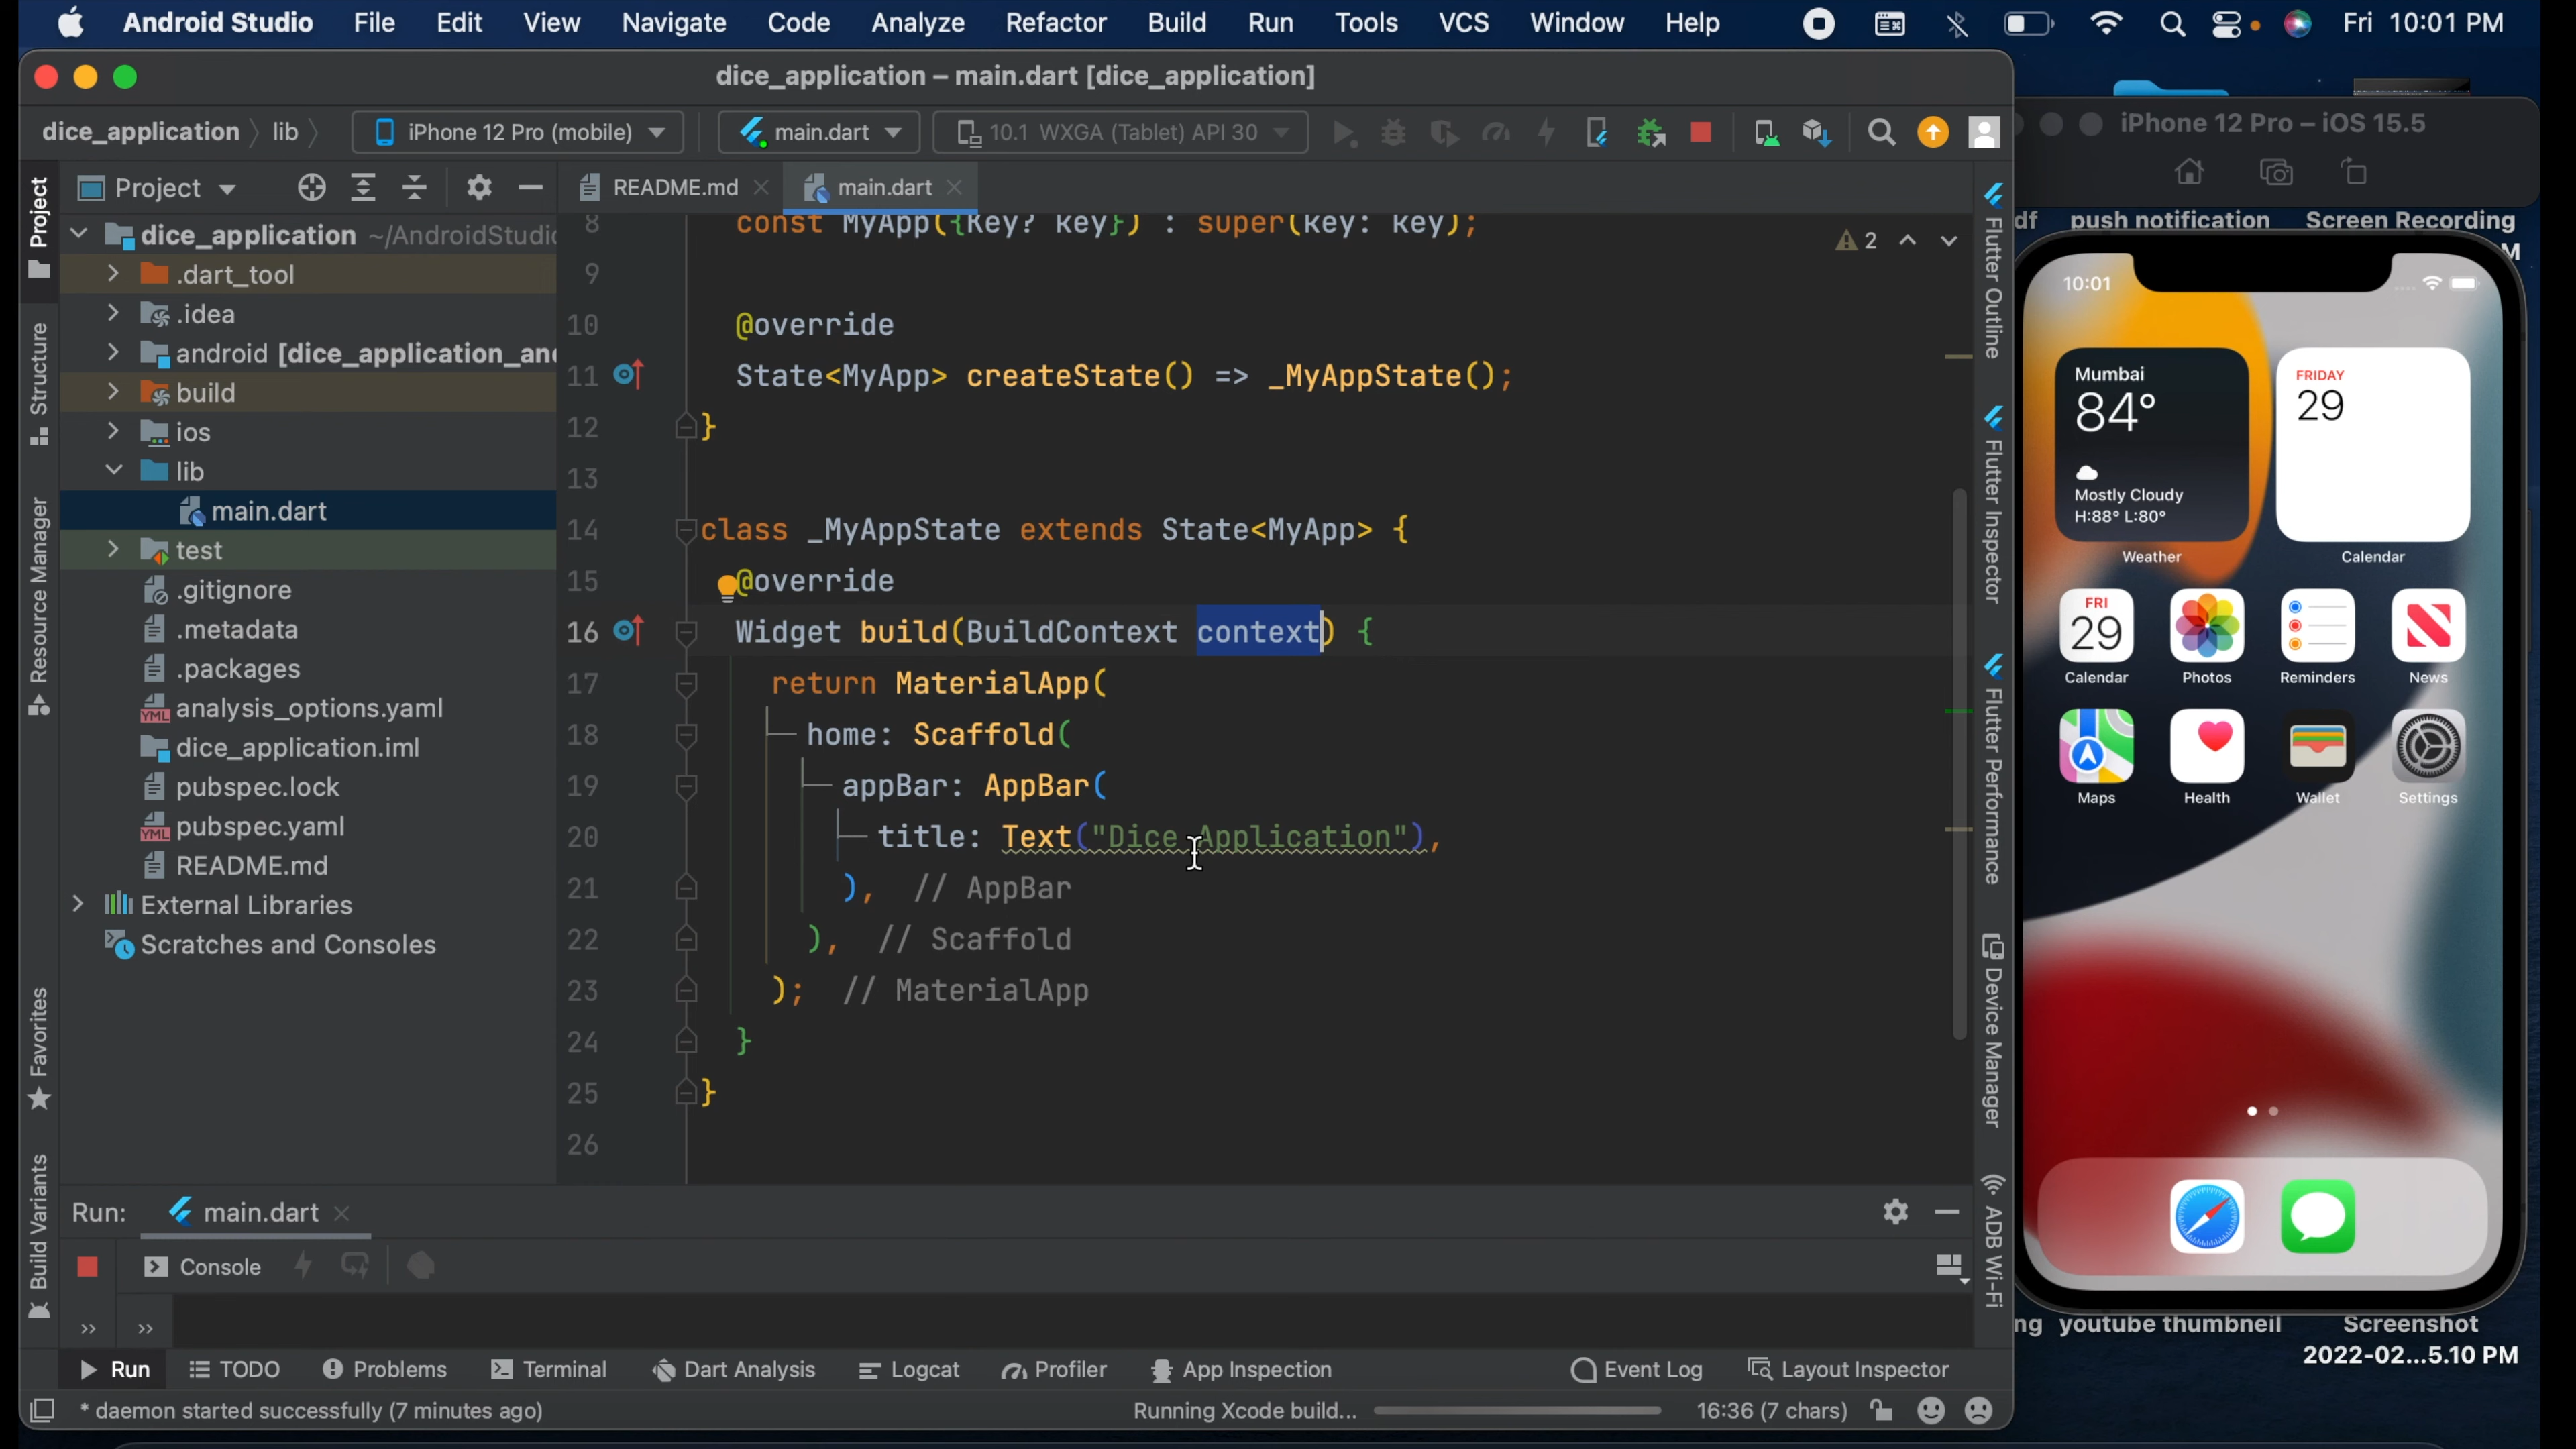 Android Studio File Edit View Navigate Code Analyze Refactor Build Run Tools VCS Window Help Fri 10:01 PM
dice_application – main.dart [dice_application]
dice_application lib iPhone 12 Pro (mobile) main.dart 10.1 WXGA (Tablet) API 30
iPhone 12 Pro – iOS 15.5
Project
README.md
main.dart
df push notification Screen Recording
M
Project
Structure
Resource Manager
Favorites
Build Variants
dice_application ~/AndroidStudi
.dart_tool
.idea
android [dice_application_an
build
ios
lib
main.dart
test
.gitignore
.metadata
.packages
analysis_options.yaml
dice_application.iml
pubspec.lock
pubspec.yaml
README.md
External Libraries
Scratches and Consoles
2
8 const MyApp({Key? key}) : super(key: key);
9
10 @override
11 State<MyApp> createState() => _MyAppState();
12 }
13
14 class _MyAppState extends State<MyApp> {
15 @override
16 Widget build(BuildContext context) {
17 return MaterialApp(
18 home: Scaffold(
19 appBar: AppBar(
20 title: Text("Dice Application"),
21 ), // AppBar
22 ), // Scaffold
23 ); // MaterialApp
24 }
25 }
26
Flutter Outline
Flutter Inspector
Flutter Performance
Device Manager
ADB Wi-Fi
10:01
Mumbai
84°
Mostly Cloudy
H:88° L:80°
Weather
FRIDAY
29
Calendar
FRI
29
Calendar Photos Reminders News
Maps Health Wallet Settings
ng youtube thumbneil Screenshot
2022-02...5.10 PM
Run: main.dart
Console
Run TODO Problems Terminal Dart Analysis Logcat Profiler App Inspection Event Log Layout Inspector
* daemon started successfully (7 minutes ago) Running Xcode build... 16:36 (7 chars)